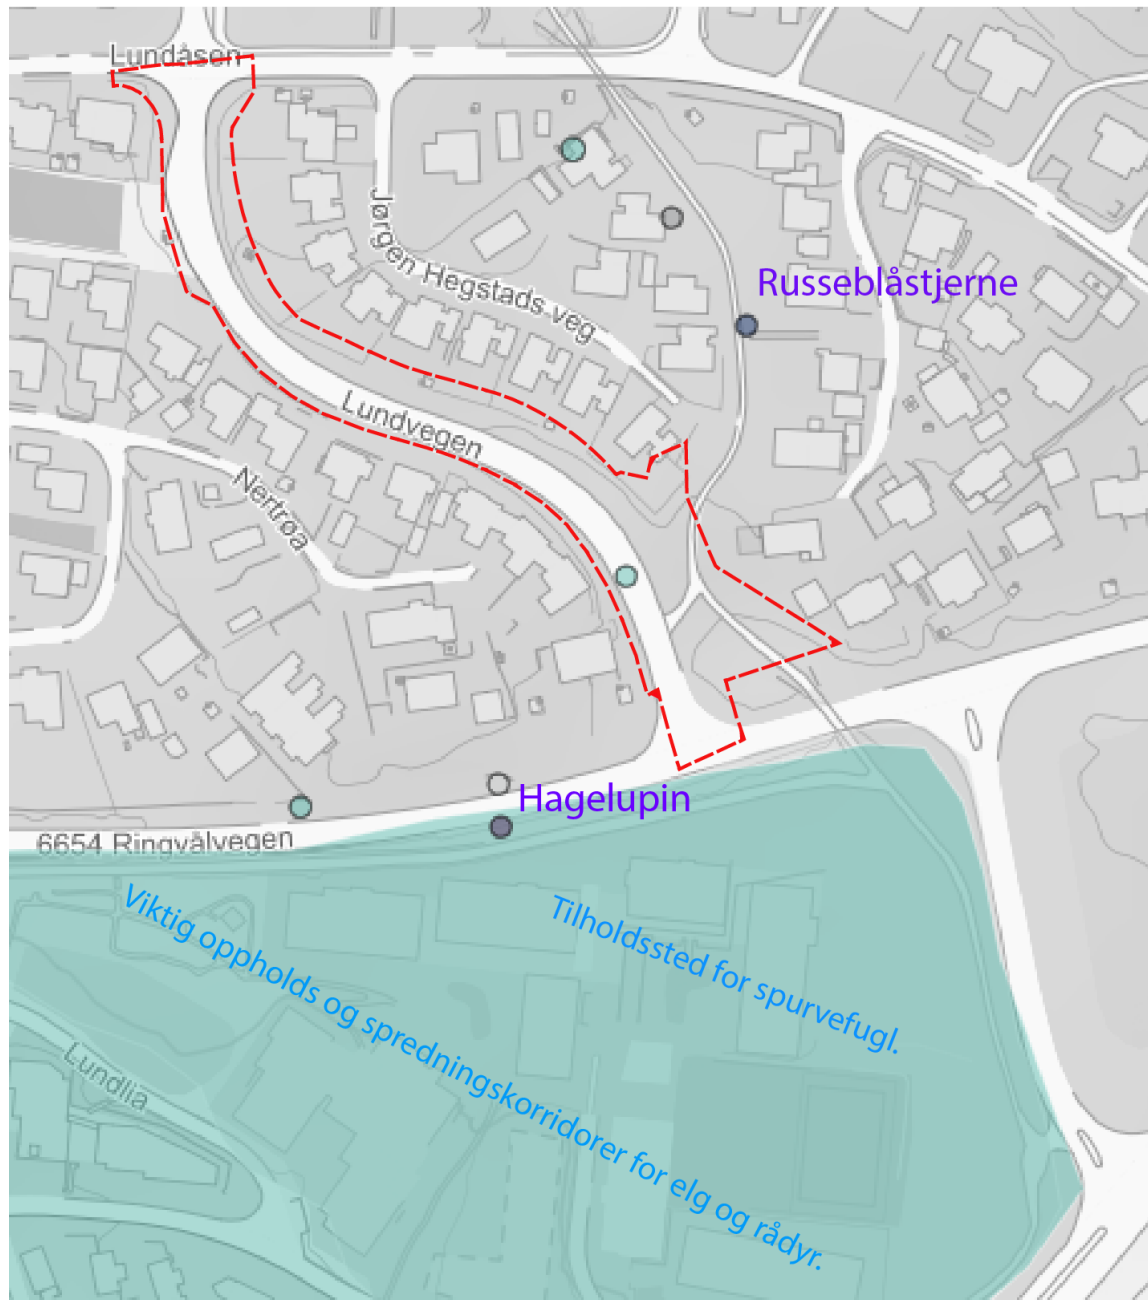 Lundåsen
Jørgen Hegstads veg
Russeblåstjerne
Lundvegen
Nertrøa
Hagelupin
6654 Ringvålvegen
Viktig oppholds og spredningskorridorer for elg og rådyr.
Tilholdssted for spurvefugl.
Lundlia